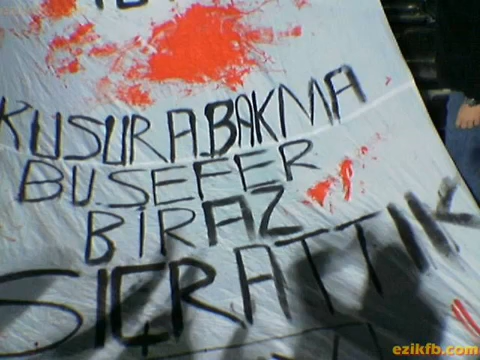 KUSURA BAKMA
BU SEFER
BİRAZ
SIÇRATTIK
ezikfb.com